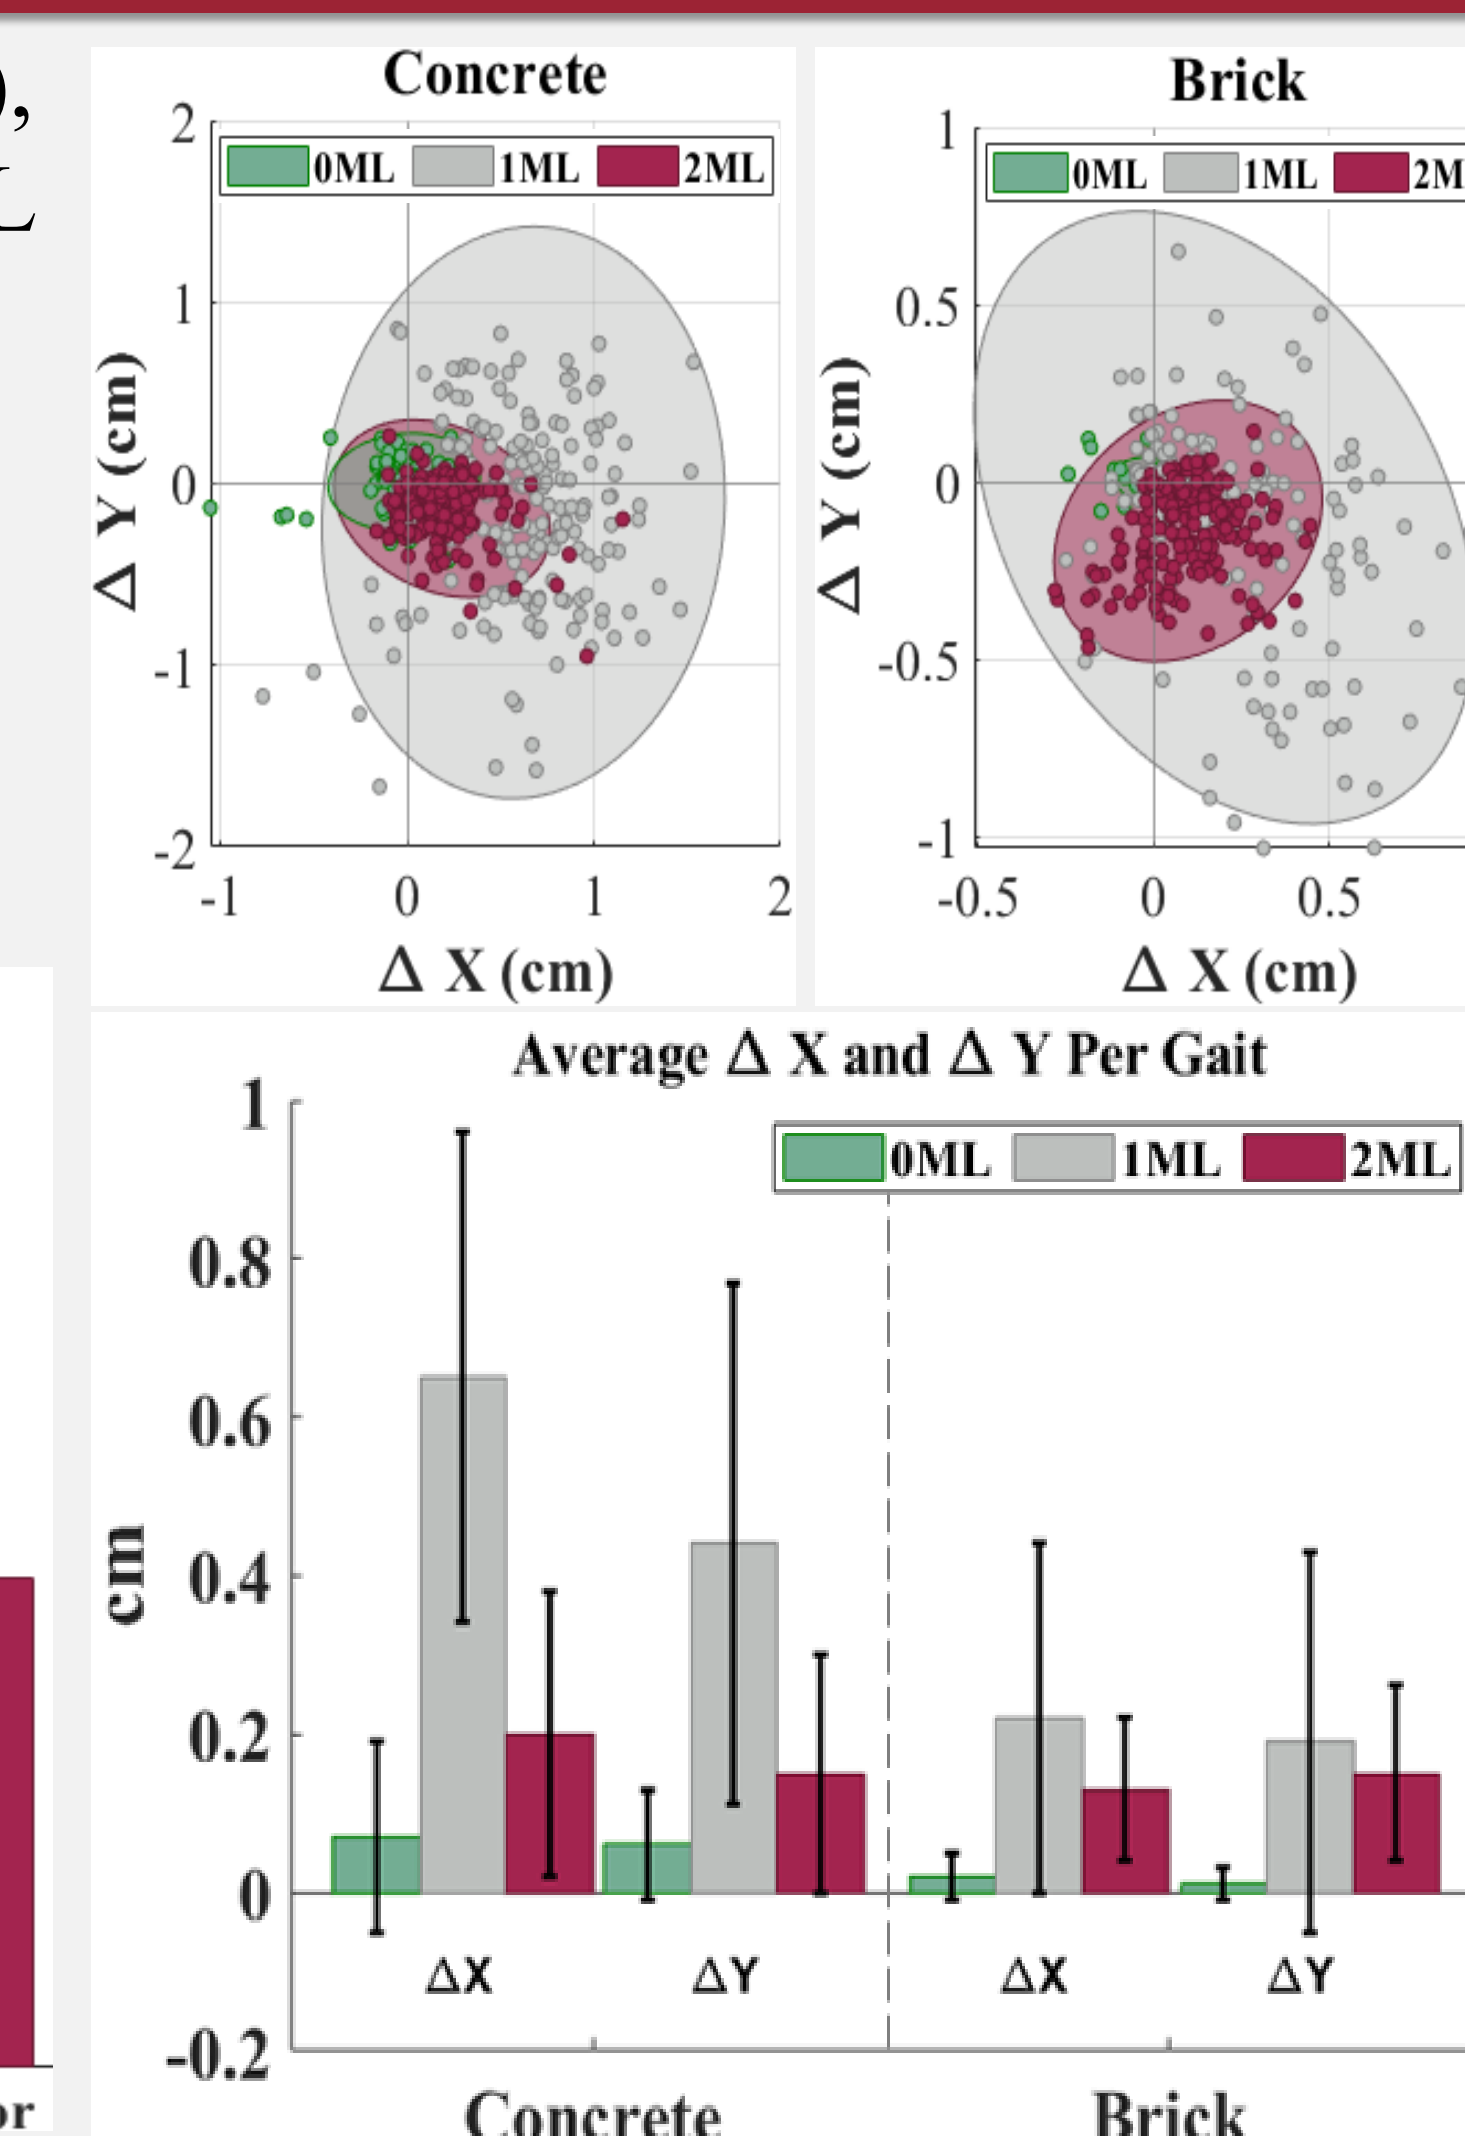 ),
Concrete
2
0ML 1ML 2ML
1
0
-1
-2
-1 0 1 2
Δ Y (cm)
Δ X (cm)
Brick
1
0ML 1ML 2M
0.5
0
-0.5
-1
-0.5 0 0.5
Δ Y (cm)
Δ X (cm)
Average Δ X and Δ Y Per Gait
1
0ML 1ML 2ML
0.8
0.6
0.4
0.2
0
-0.2
cm
ΔX ΔY ΔX ΔY
Concrete Brick
or